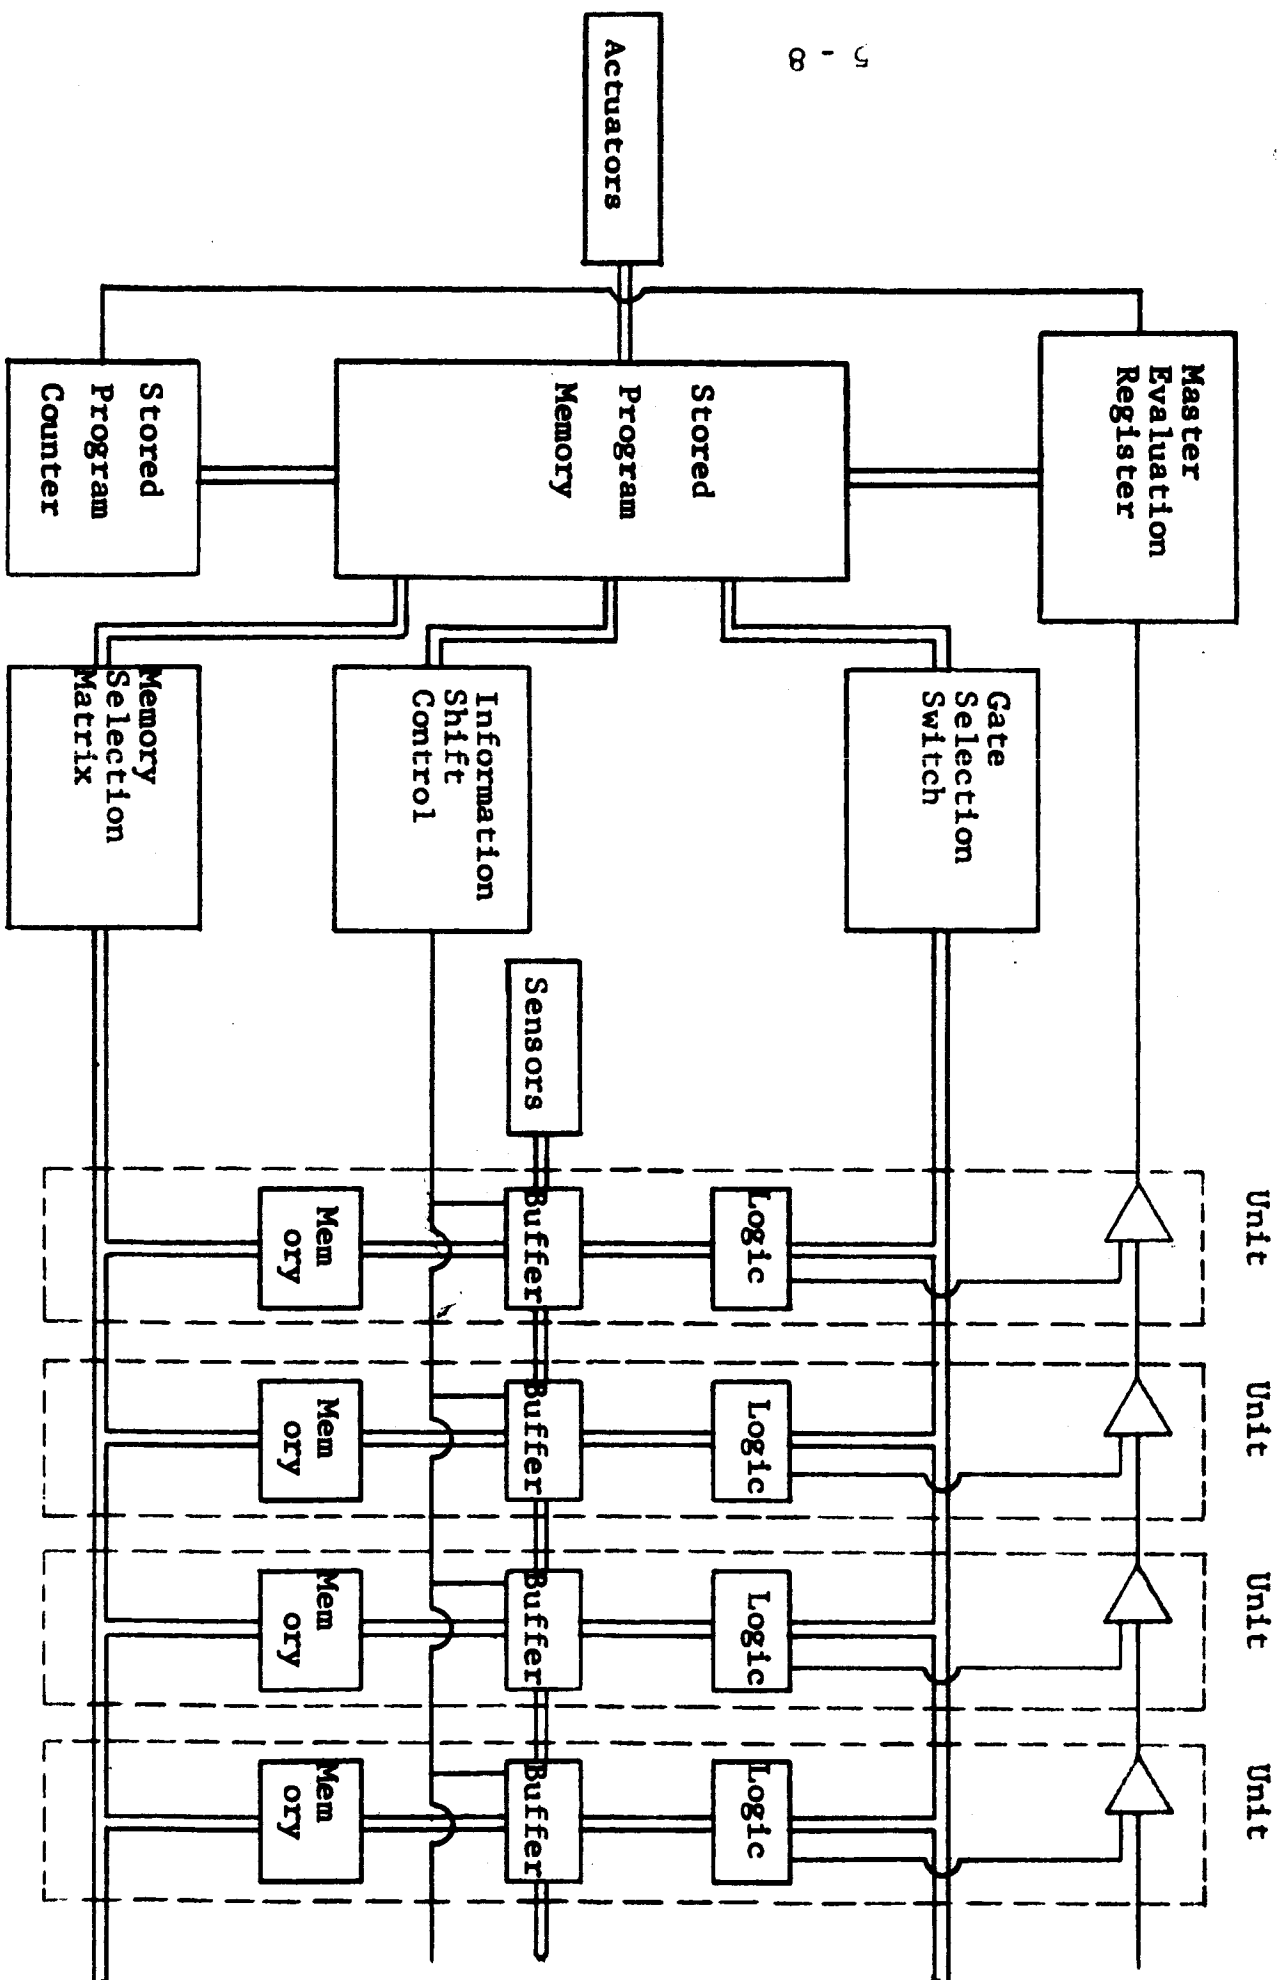 5 - 8
Unit
Unit
Unit
Unit
Master
Evaluation
Register
Gate
Selection
Switch
Logic
Logic
Logic
Logic
Actuators
Stored
Program
Memory
Sensors
Buffer
Buffer
Buffer
Buffer
Information
Shift
Control
Mem
ory
Mem
ory
Mem
ory
Mem
ory
Stored
Program
Counter
Memory
Selection
Matrix